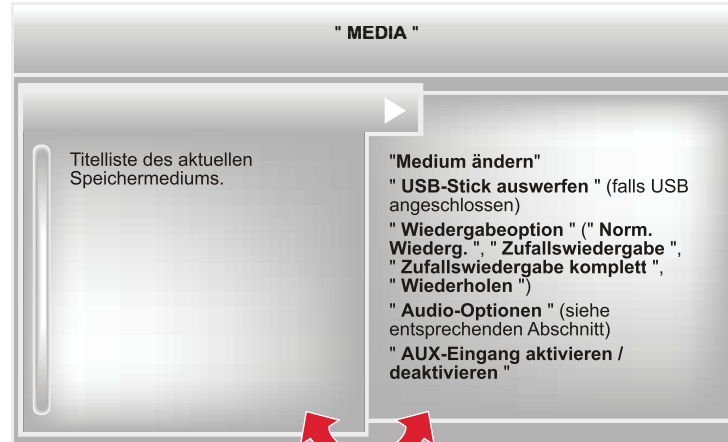 " MEDIA "
Titelliste des aktuellen
Speichermediums.
"Medium ändern"
" USB-Stick auswerfen " (falls USB
angeschlossen)
" Wiedergabeoption " (" Norm.
Wiederg. ", " Zufallswiedergabe ",
" Zufallswiedergabe komplett ",
" Wiederholen ")
" Audio-Optionen " (siehe
entsprechenden Abschnitt)
" AUX-Eingang aktivieren /
deaktivieren "